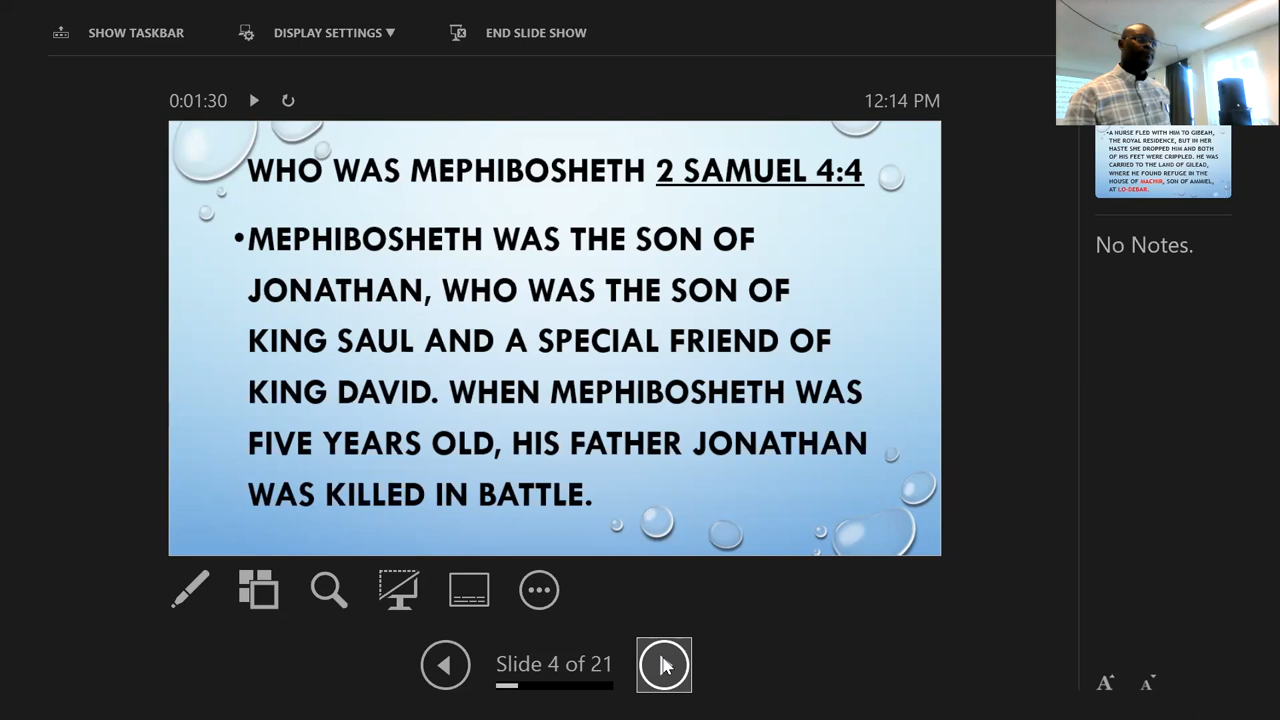 SHOW TASKBAR
DISPLAY SETTINGS ▼
END SLIDE SHOW
0:01:30
12:14 PM
WHO WAS MEPHIBOSHETH 2 SAMUEL 4:4
•MEPHIBOSHETH WAS THE SON OF
JONATHAN, WHO WAS THE SON OF
KING SAUL AND A SPECIAL FRIEND OF
KING DAVID. WHEN MEPHIBOSHETH WAS
FIVE YEARS OLD, HIS FATHER JONATHAN
WAS KILLED IN BATTLE.
Slide 4 of 21
•A NURSE FLED WITH HIM TO GIBEAH,
THE ROYAL RESIDENCE, BUT IN HER
HASTE SHE DROPPED HIM AND BOTH
OF HIS FEET WERE CRIPPLED. HE WAS
CARRIED TO THE LAND OF GILEAD,
WHERE HE FOUND REFUGE IN THE
HOUSE OF MACHIR, SON OF AMMIEL,
AT LO-DEBAR.
No Notes.
A A